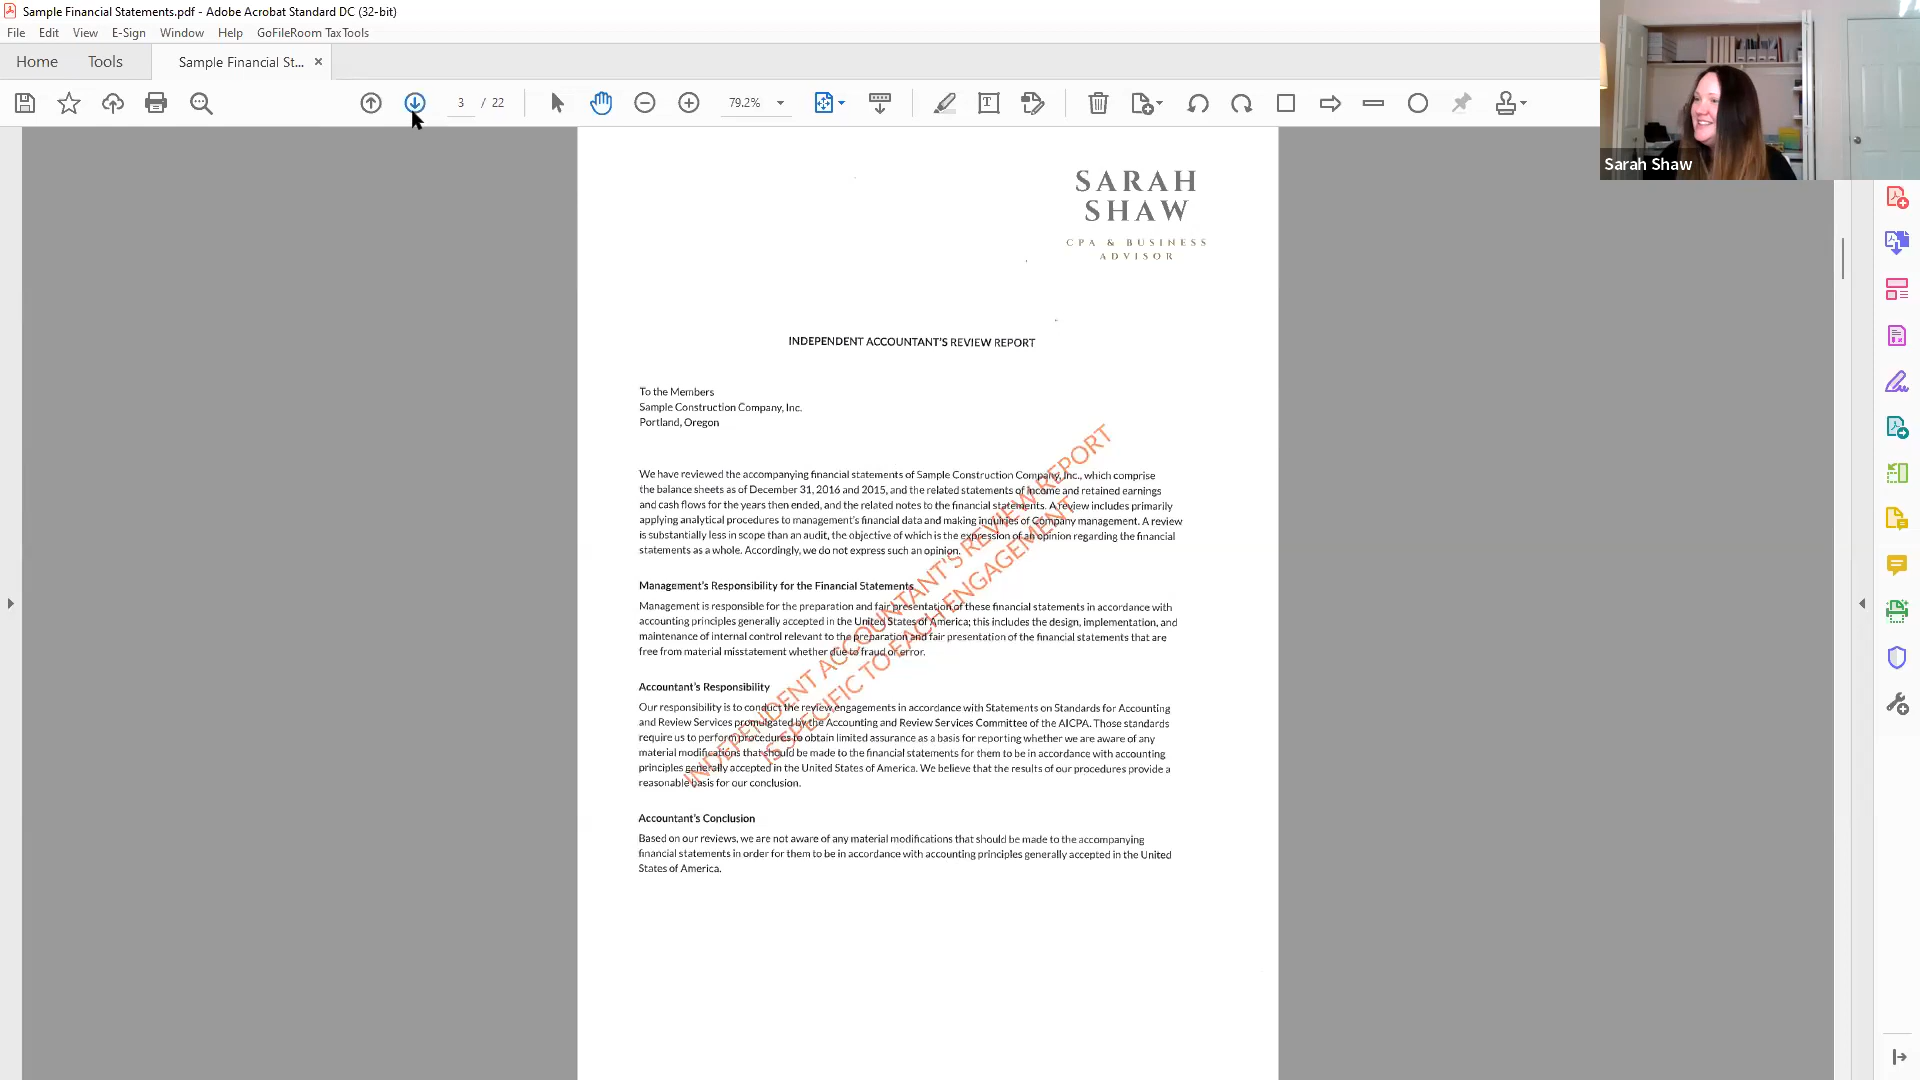 Sample Financial Statements.pdf - Adobe Acrobat Standard DC (32-bit)
File Edit View E-Sign Window Help GoFileRoom TaxTools
Home Tools Sample Financial St... ×
3 / 22 79.2%
Sarah Shaw
SARAH
SHAW
CPA & BUSINESS
ADVISOR
INDEPENDENT ACCOUNTANT'S REVIEW REPORT
To the Members
Sample Construction Company, Inc.
Portland, Oregon
We have reviewed the accompanying financial statements of Sample Construction Company, Inc., which comprise
the balance sheets as of December 31, 2016 and 2015, and the related statements of income and retained earnings
and cash flows for the years then ended, and the related notes to the financial statements. A review includes primarily
applying analytical procedures to management's financial data and making inquiries of Company management. A review
is substantially less in scope than an audit, the objective of which is the expression of an opinion regarding the financial
statements as a whole. Accordingly, we do not express such an opinion.
Management's Responsibility for the Financial Statements
Management is responsible for the preparation and fair presentation of these financial statements in accordance with
accounting principles generally accepted in the United States of America; this includes the design, implementation, and
maintenance of internal control relevant to the preparation and fair presentation of the financial statements that are
free from material misstatement whether due to fraud or error.
Accountant's Responsibility
Our responsibility is to conduct the review engagements in accordance with Statements on Standards for Accounting
and Review Services promulgated by the Accounting and Review Services Committee of the AICPA. Those standards
require us to perform procedures to obtain limited assurance as a basis for reporting whether we are aware of any
material modifications that should be made to the financial statements for them to be in accordance with accounting
principles generally accepted in the United States of America. We believe that the results of our procedures provide a
reasonable basis for our conclusion.
Accountant's Conclusion
Based on our reviews, we are not aware of any material modifications that should be made to the accompanying
financial statements in order for them to be in accordance with accounting principles generally accepted in the United
States of America.
INDEPENDENT ACCOUNTANT'S REVIEW REPORT
IS SPECIFIC TO EACH ENGAGEMENT